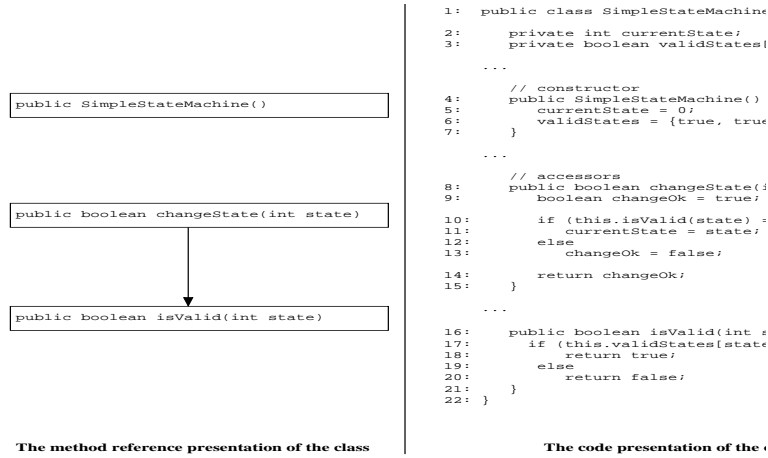 public SimpleStateMachine()
public boolean changeState(int state)
public boolean isValid(int state)
The method reference presentation of the class
1: public class SimpleStateMachine
2: private int currentState;
3: private boolean validStates[
...
// constructor
4: public SimpleStateMachine()
5: currentState = 0;
6: validStates = {true, true
7: }
...
// accessors
8: public boolean changeState(i
9: boolean changeOk = true;
10: if (this.isValid(state) =
11: currentState = state;
12: else
13: changeOk = false;
14: return changeOk;
15: }
...
16: public boolean isValid(int s
17: if (this.validStates[state
18: return true;
19: else
20: return false;
21: }
22: }
The code presentation of the c